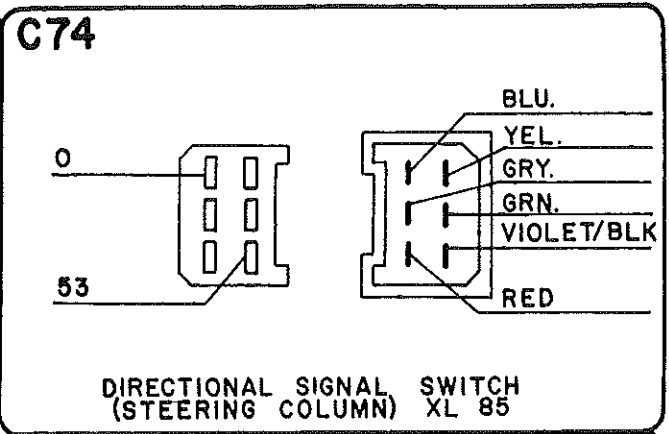 C74
BLU.
YEL.
O
GRY.
GRN.
VIOLET/BLK
53
RED
DIRECTIONAL SIGNAL SWITCH
(STEERING COLUMN) XL 85